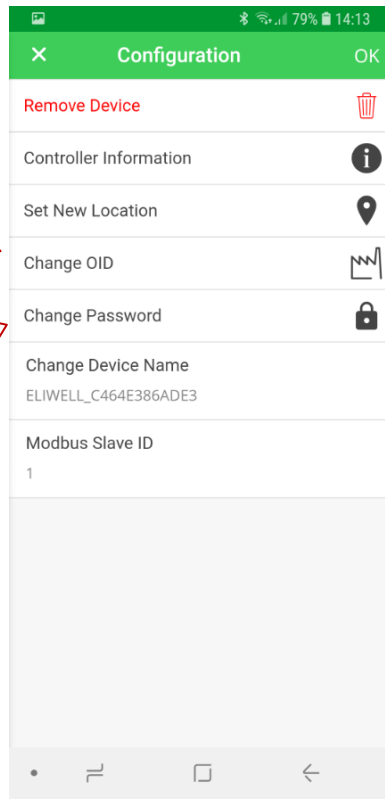 79% 14:13
Configuration OK
Remove Device
Controller Information
Set New Location
Change OID
Change Password
Change Device Name
ELIWELL_C464E386ADE3
Modbus Slave ID
1